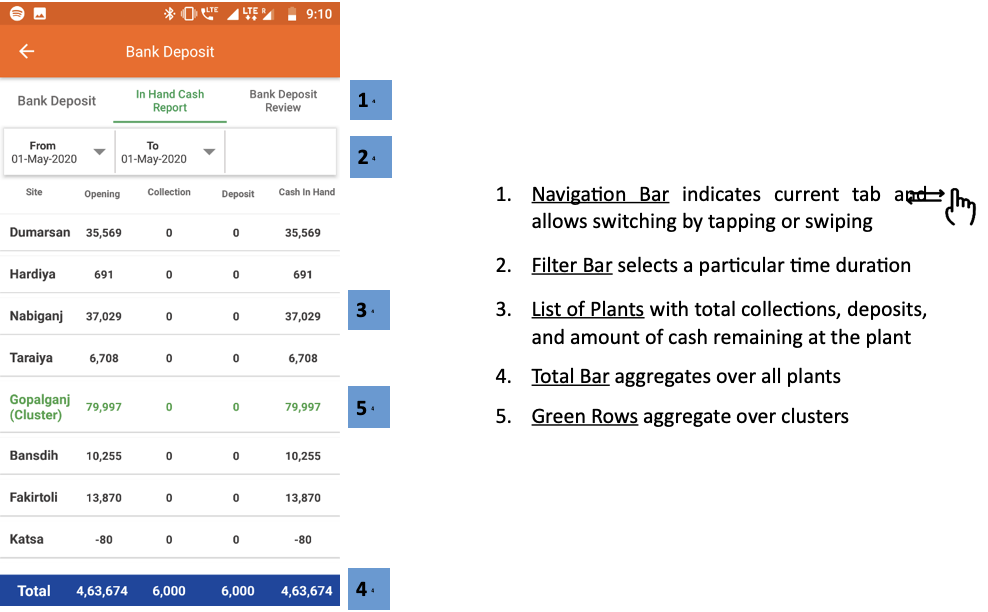 LTE LTE R 9:10
Bank Deposit
Bank Deposit In Hand Cash Report Bank Deposit Review
1
From To
01-May-2020 01-May-2020
2
Site Opening Collection Deposit Cash In Hand
Dumarsan 35,569 0 0 35,569
Hardiya 691 0 0 691
Nabiganj 37,029 0 0 37,029
3
Taraiya 6,708 0 0 6,708
Gopalganj (Cluster) 79,997 0 0 79,997
5
Bansdih 10,255 0 0 10,255
Fakirtoli 13,870 0 0 13,870
Katsa -80 0 0 -80
Total 4,63,674 6,000 6,000 4,63,674
4
1. Navigation Bar indicates current tab and
allows switching by tapping or swiping
2. Filter Bar selects a particular time duration
3. List of Plants with total collections, deposits,
and amount of cash remaining at the plant
4. Total Bar aggregates over all plants
5. Green Rows aggregate over clusters